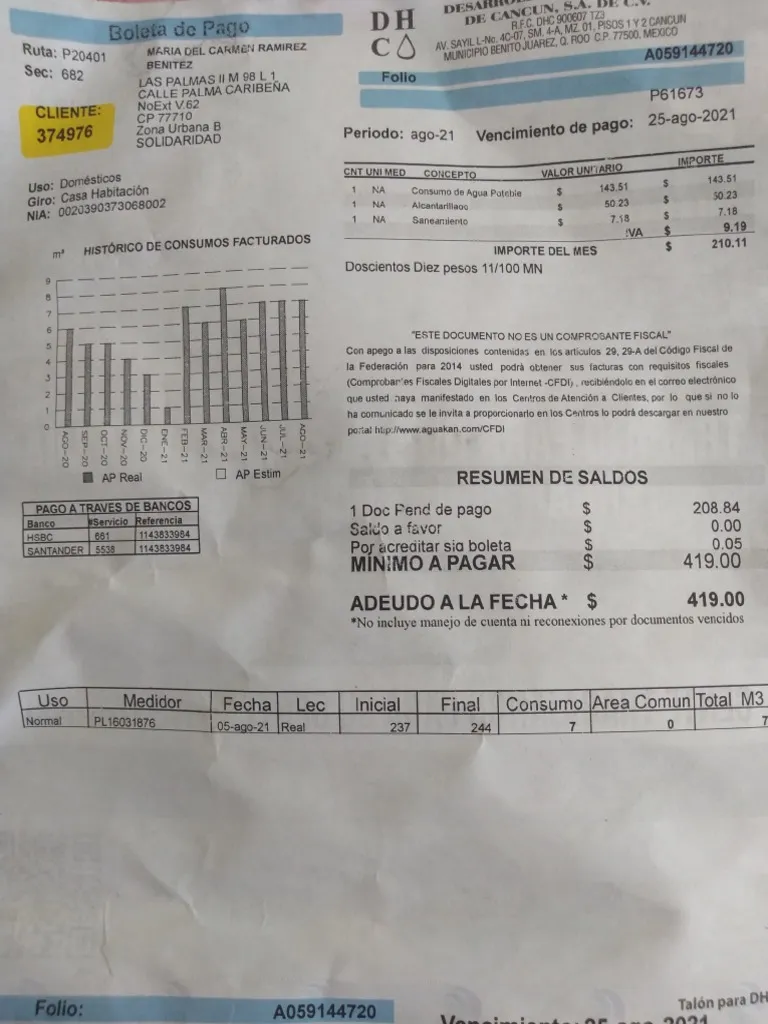 Boleta de Pago
Ruta: P20401
Sec: 682
MARIA DEL CARMEN RAMIREZ
BENITEZ
LAS PALMAS II M 98 L 1
CALLE PALMA CARIBEÑA
NoExt V.62
CP 77710
Zona Urbana B
SOLIDARIDAD
CLIENTE:
374976
Uso: Domésticos
Giro: Casa Habitación
NIA: 0020390373068002
DH
C
DE CANCUN, S.A. DE C.V.
R.F.C. DHC 900607 TZ3
AV. SAYIL L-No. 4C-07, SM. 4-A, MZ. 01, PISOS 1 Y 2 CANCUN
MUNICIPIO BENITO JUAREZ, Q. ROO C.P. 77500, MEXICO
A059144720
Folio
P61673
Periodo: ago-21 Vencimiento de pago: 25-ago-2021
CNT UNI MED CONCEPTO VALOR UNITARIO IMPORTE
1 NA Consumo de Agua Potable $ 143.51 $ 143.51
1 NA Alcantarillado $ 50.23 $ 50.23
1 NA Saneamiento $ 7.18 $ 7.18
IVA $ 9.19
IMPORTE DEL MES $ 210.11
Doscientos Diez pesos 11/100 MN
m³ HISTÓRICO DE CONSUMOS FACTURADOS
9
8
7
6
5
4
3
2
1
0
AGO-20 SEP-20 OCT-20 NOV-20 DIC-20 ENE-21 FEB-21 MAR-21 ABR-21 MAY-21 JUN-21 JUL-21 AGO-21
AP Real AP Estim
"ESTE DOCUMENTO NO ES UN COMPROBANTE FISCAL"
Con apego a las disposiciones contenidas en los artículos 29, 29-A del Código Fiscal de
la Federación para 2014 usted podrá obtener sus facturas con requisitos fiscales
(Comprobantes Fiscales Digitales por Internet -CFDI), recibiéndolo en el correo electrónico
que usted haya manifestado en los Centros de Atención a Clientes, por lo que si no lo
ha comunicado se le invita a proporcionarlo en los Centros lo podrá descargar en nuestro
portal http://www.aguakan.com/CFDI
PAGO A TRAVES DE BANCOS
Banco #Servicio Referencia
HSBC 661 1143833984
SANTANDER 5538 1143833984
RESUMEN DE SALDOS
1 Doc Pend de pago $ 208.84
Saldo a favor $ 0.00
Por acreditar sig boleta $ 0.05
MÍNIMO A PAGAR $ 419.00
ADEUDO A LA FECHA * $ 419.00
*No incluye manejo de cuenta ni reconexiones por documentos vencidos
Uso Medidor Fecha Lec Inicial Final Consumo Area Comun Total M3
Normal PL16031876 05-ago-21 Real 237 244 7 0 7
Folio: A059144720
Talón para DH
Vencimiento: 25-ago-2021